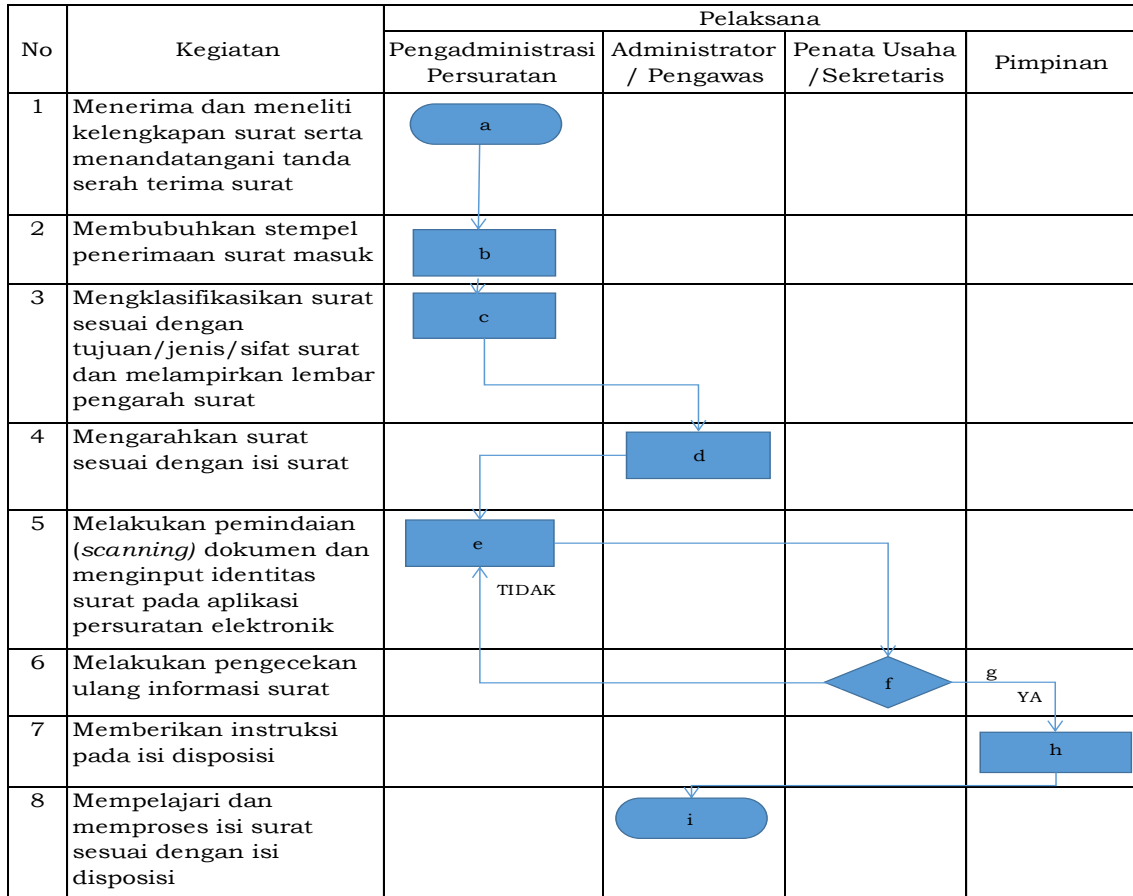 Pelaksana
No
Kegiatan
Pengadministrasi
Persuratan
Administrator
/ Pengawas
Penata Usaha
/Sekretaris
Pimpinan
1
Menerima dan meneliti
kelengkapan surat serta
menandatangani tanda
serah terima surat
a
2
Membubuhkan stempel
penerimaan surat masuk
b
3
Mengklasifikasikan surat
sesuai dengan
tujuan/jenis/sifat surat
dan melampirkan lembar
pengarah surat
c
4
Mengarahkan surat
sesuai dengan isi surat
d
5
Melakukan pemindaian
(scanning) dokumen dan
menginput identitas
surat pada aplikasi
persuratan elektronik
e
TIDAK
6
Melakukan pengecekan
ulang informasi surat
f
g
YA
7
Memberikan instruksi
pada isi disposisi
h
8
Mempelajari dan
memproses isi surat
sesuai dengan isi
disposisi
i